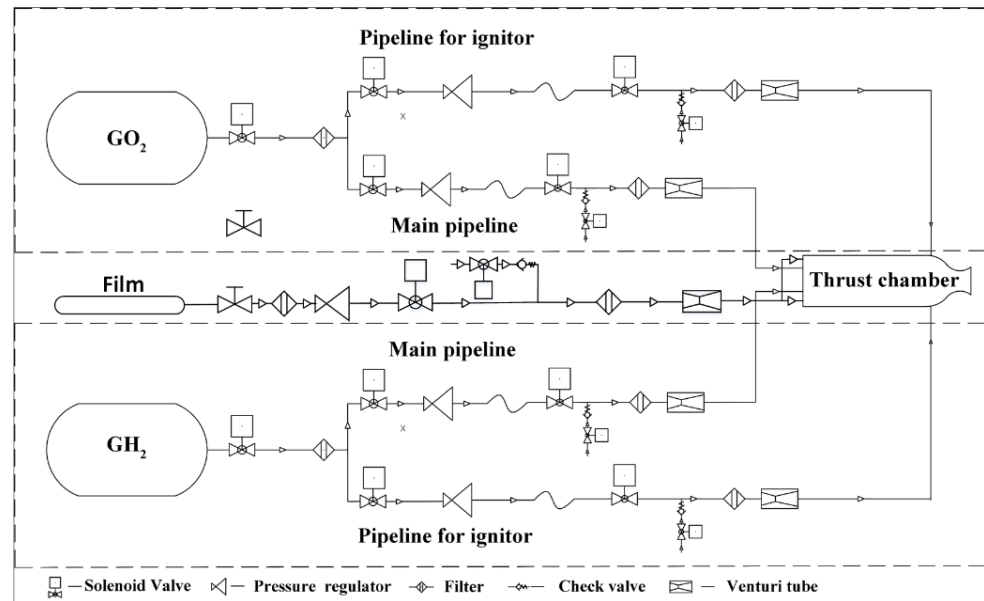 Pipeline for ignitor
GO2
x
Main pipeline
Film
Thrust chamber
Main pipeline
GH2
x
Pipeline for ignitor
Solenoid Valve
Pressure regulator
Filter
Check valve
Venturi tube